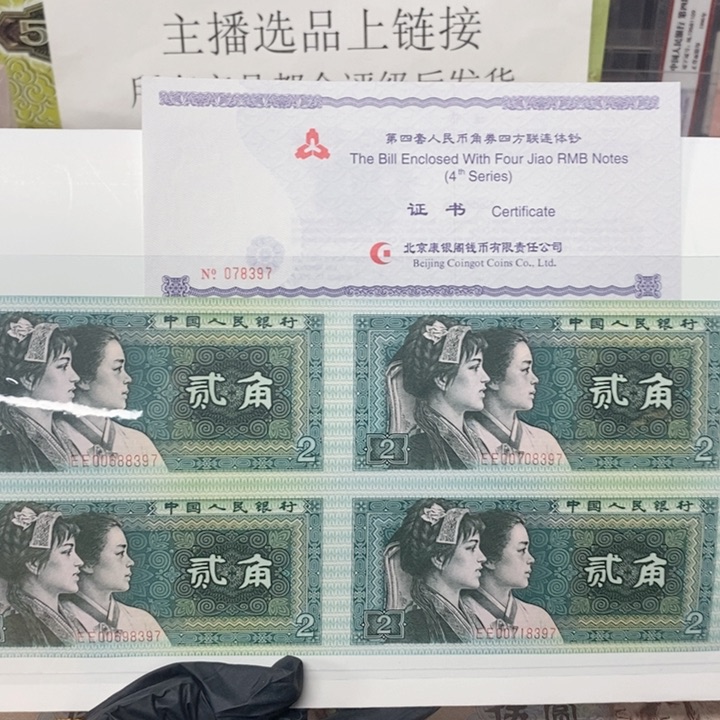 主播选品上链接
第四套人民币角券四方联连体钞
The Bill Enclosed With Four Jiao RMB Notes
(4th Series)
证 书 Certificate
北京康银阁钱币有限责任公司
Beijing Coingot Coins Co., Ltd.
№ 078397
中国人民银行
贰角
EE00688397
2
中国人民银行
贰角
2
EE00708397
2
中国人民银行
贰角
EE00698397
2
中国人民银行
贰角
2
EE00718397
2